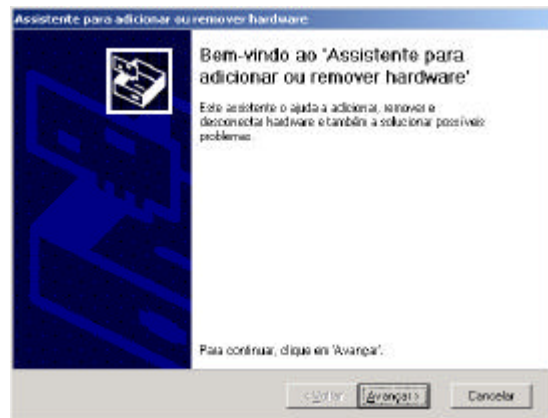 Assistente para adicionar ou remover hardware
Bem-vindo ao 'Assistente para
adicionar ou remover hardware'
Este assistente o ajuda a adicionar, remover e
desconectar hardware e também a solucionar possíveis
problemas
Para continuar, clique em 'Avançar'.
< Voltar Avançar > Cancelar